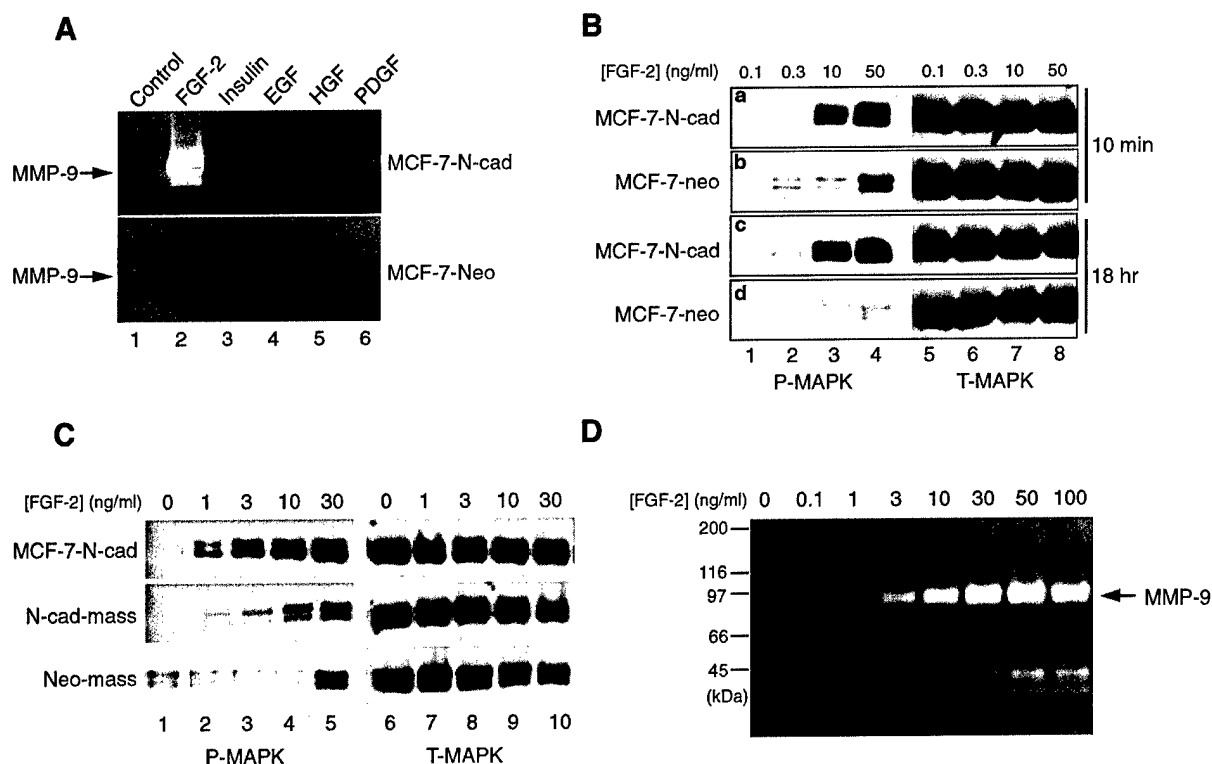 A
Control FGF-2 Insulin EGF HGF PDGF
MMP-9
MCF-7-N-cad
MMP-9
MCF-7-Neo
1 2 3 4 5 6
B
[FGF-2] (ng/ml) 0.1 0.3 10 50 0.1 0.3 10 50
a
MCF-7-N-cad
10 min
b
MCF-7-neo
c
MCF-7-N-cad
18 hr
d
MCF-7-neo
1 2 3 4 5 6 7 8
P-MAPK T-MAPK
C
[FGF-2] (ng/ml) 0 1 3 10 30 0 1 3 10 30
MCF-7-N-cad
N-cad-mass
Neo-mass
1 2 3 4 5 6 7 8 9 10
P-MAPK T-MAPK
D
[FGF-2] (ng/ml) 0 0.1 1 3 10 30 50 100
200
116
97
MMP-9
66
45
(kDa)